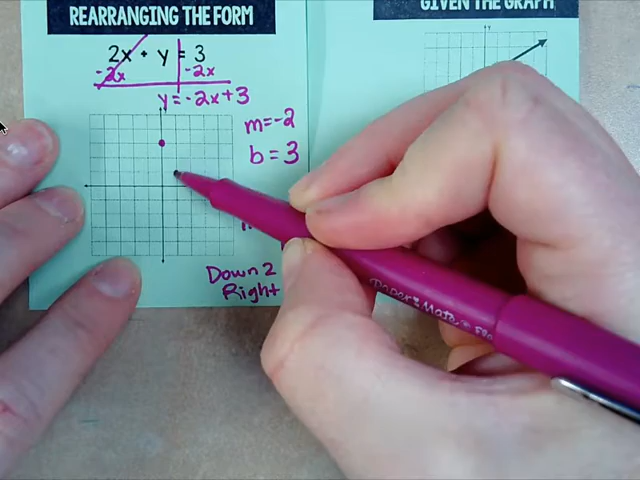 REARRANGING THE FORM
GIVEN THE GRAPH
2x + y = 3
-2x -2x
y = -2x + 3
m = -2
b = 3
Down 2
Right
Paper Mate ®